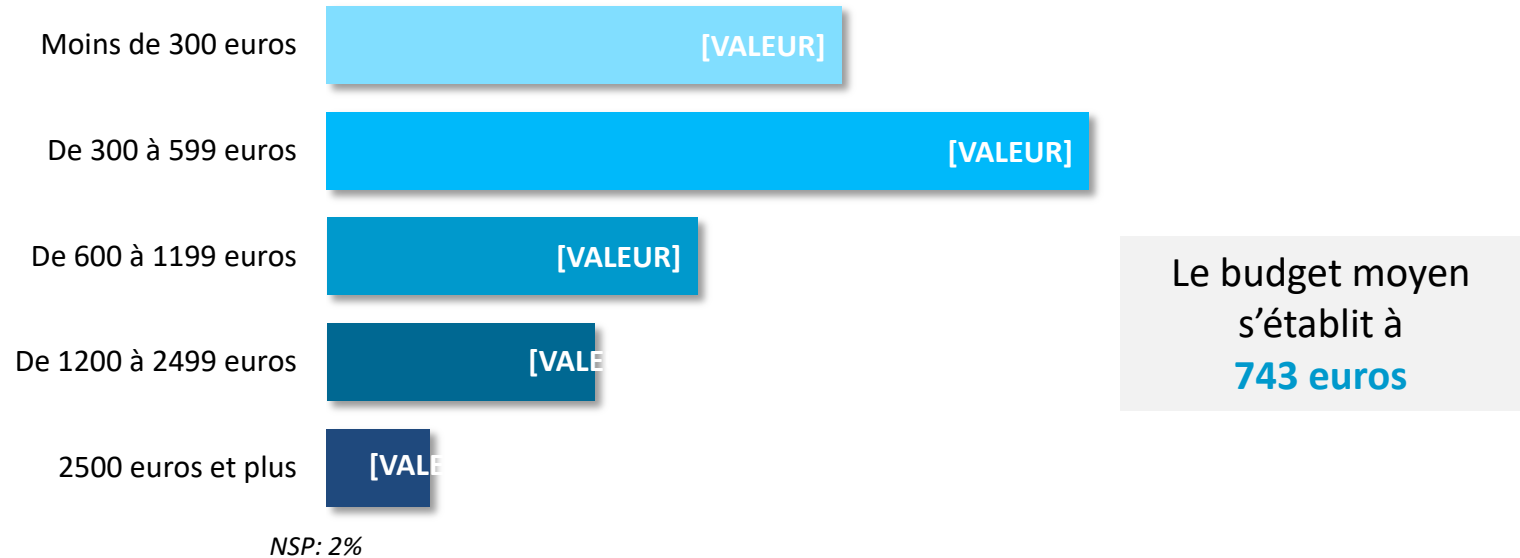 Moins de 300 euros
[VALEUR]
De 300 à 599 euros
[VALEUR]
De 600 à 1199 euros
[VALEUR]
De 1200 à 2499 euros
[VALE
2500 euros et plus
[VALE
NSP: 2%
Le budget moyen
s’établit à
743 euros